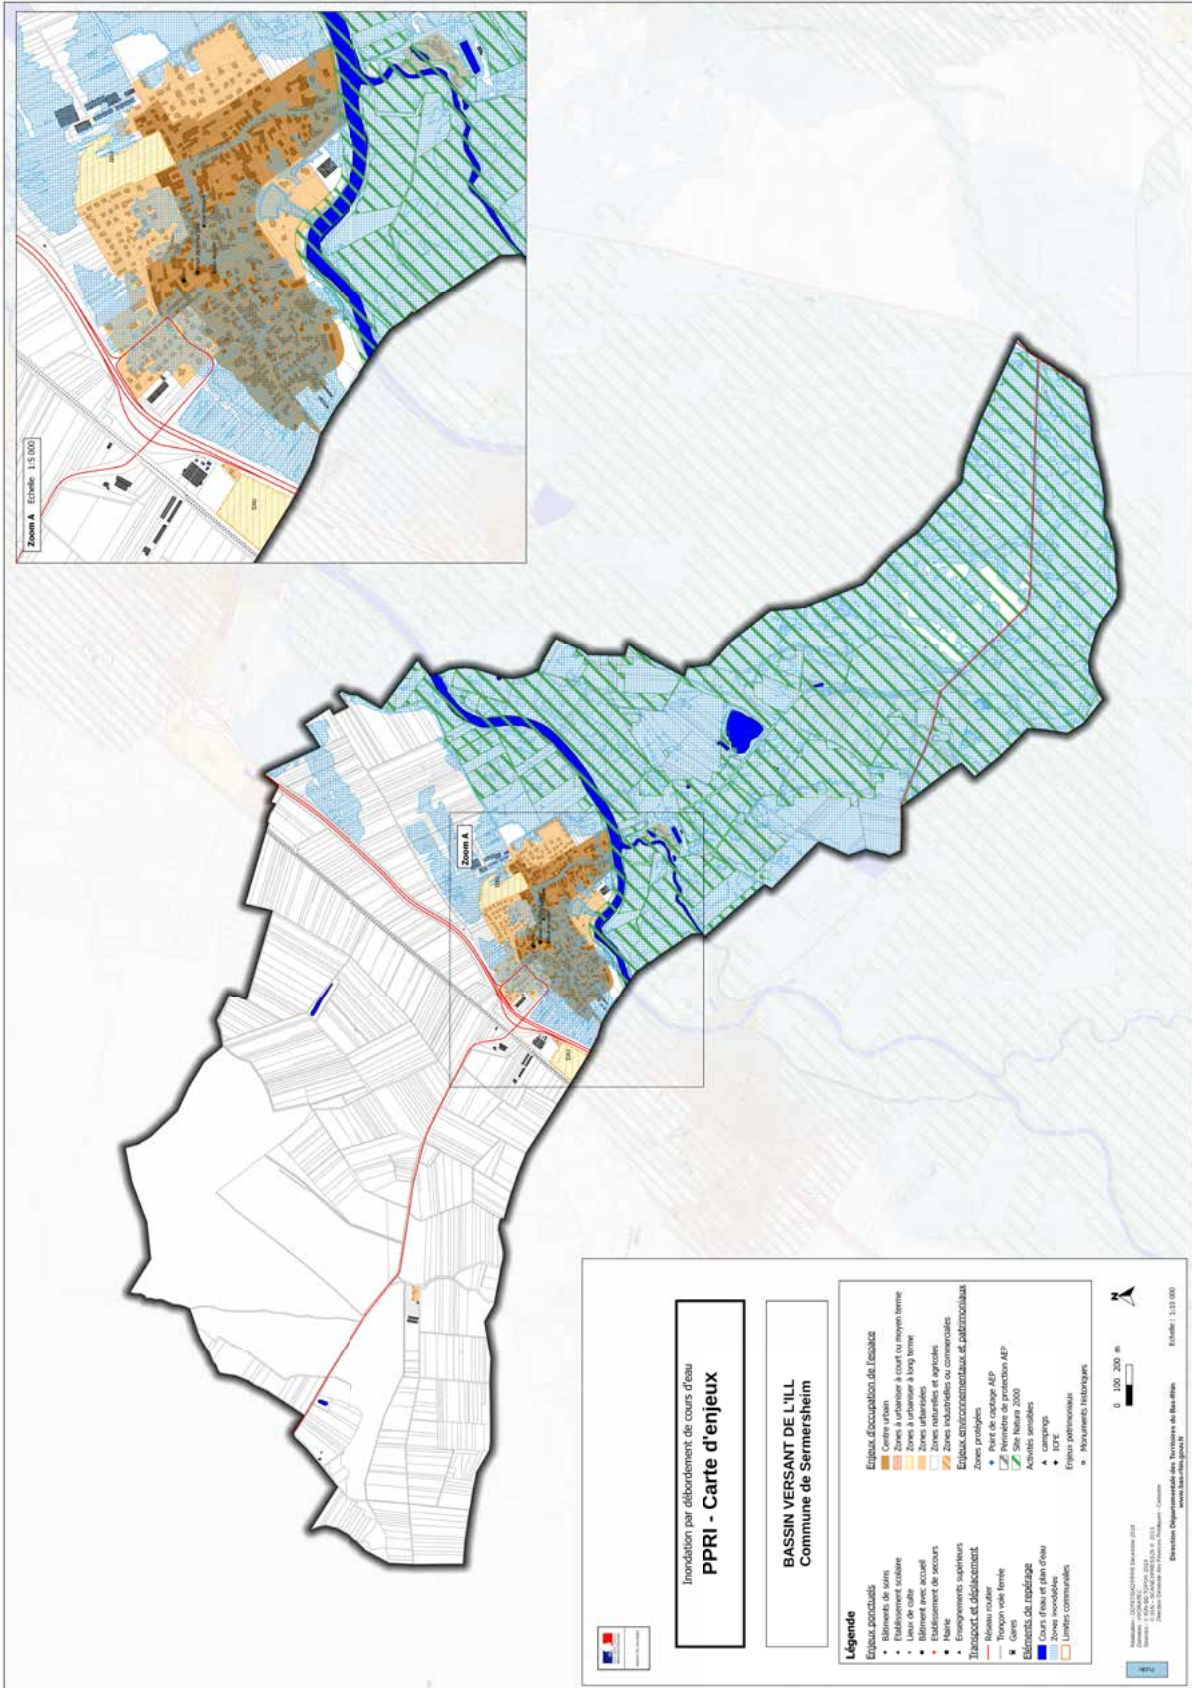 Zoom A Echelle 1:5 000
Zoom A
Inondation par débordement de cours d'eau
PPRI - Carte d'enjeux
BASSIN VERSANT DE L'ILL
Commune de Sermersheim
Légende
Enjeux ponctuels
Bâtiments de soins
Etablissement scolaire
Lieux de culte
Bâtiment avec accueil
Etablissement de secours
Mairie
Enseignements supérieurs
Transport et déplacement
Réseau routier
Tronçon voie ferrée
Gares
Eléments de repérage
Cours d'eau et plan d'eau
Zones inondables
Limites communales
Enjeux d'occupation de l'espace
Centre urbain
Zones à urbaniser à court ou moyen terme
Zones à urbaniser à long terme
Zones urbanisées
Zones naturelles et agricoles
Zones industrielles ou commerciales
Enjeux environnementaux et patrimoniaux
Zones protégées
Point de captage AEP
Périmètre de protection AEP
Site Natura 2000
Activités sensibles
campings
ICPE
Enjeux patrimoniaux
Monuments historiques
N
0 100 200 m
Echelle : 1:10 000
Direction Départementale des Territoires du Bas-Rhin
www.bas-rhin.gouv.fr